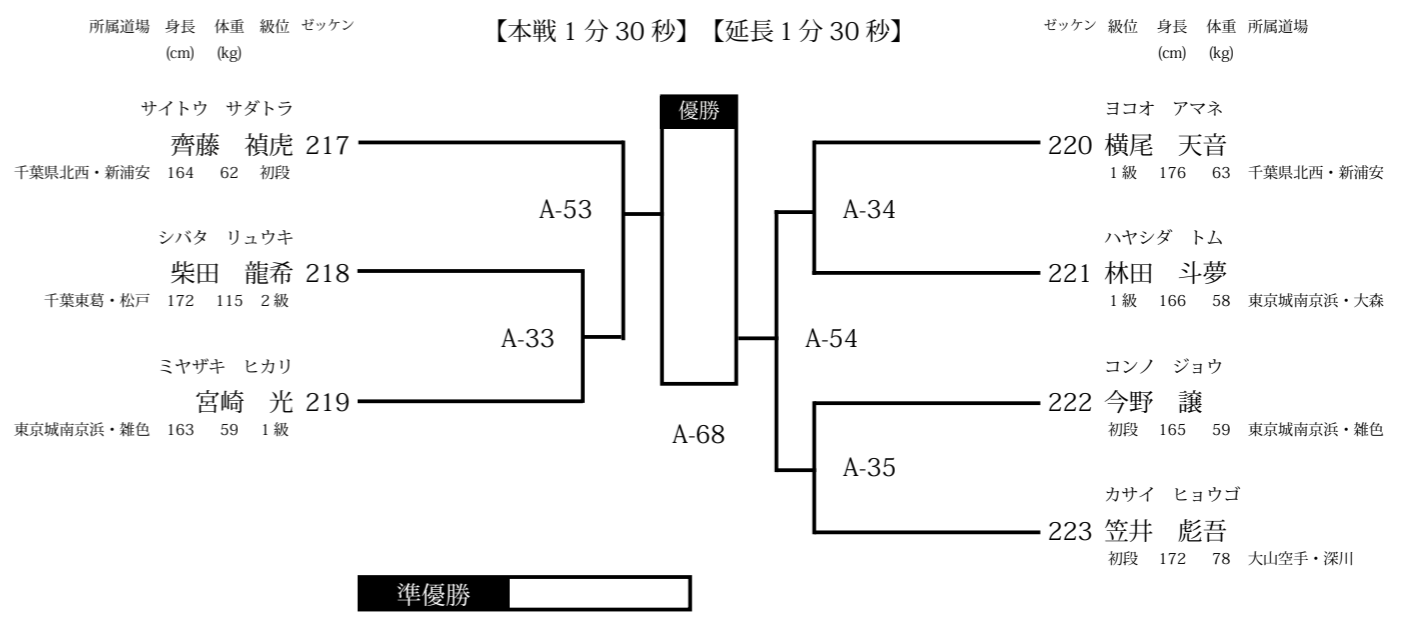 所属道場 身長 体重 級位 ゼッケン
(cm) (kg)
【本戦 1 分 30 秒】【延長 1 分 30 秒】
ゼッケン 級位 身長 体重 所属道場
(cm) (kg)
サイトウ サダトラ
齊藤 禎虎 217
千葉県北西・新浦安 164 62 初段
A-53
シバタ リュウキ
柴田 龍希 218
千葉東葛・松戸 172 115 2 級
A-33
ミヤザキ ヒカリ
宮崎 光 219
東京城南京浜・雑色 163 59 1 級
優勝
A-68
ヨコオ アマネ
220 横尾 天音
1 級 176 63 千葉県北西・新浦安
A-34
ハヤシダ トム
221 林田 斗夢
1 級 166 58 東京城南京浜・大森
A-54
コンノ ジョウ
222 今野 譲
初段 165 59 東京城南京浜・雑色
A-35
カサイ ヒョウゴ
223 笠井 彪吾
初段 172 78 大山空手・深川
準優勝